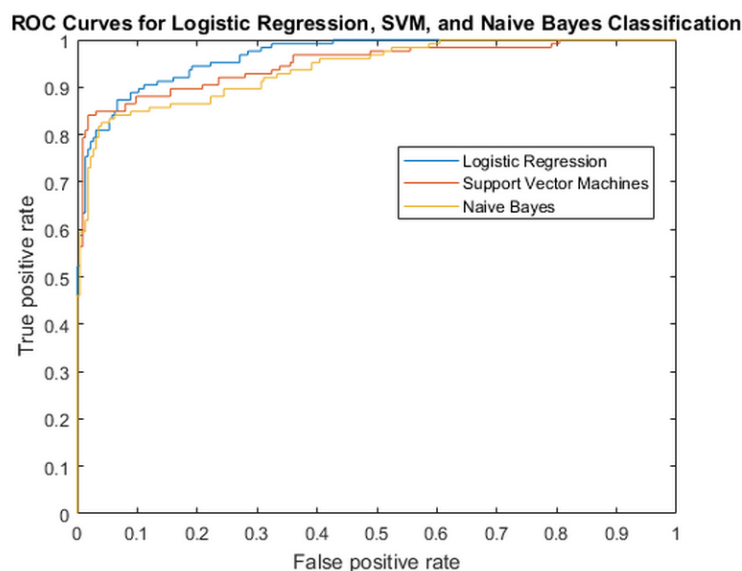 ROC Curves for Logistic Regression, SVM, and Naive Bayes Classification
1
0.9
0.8
0.7
0.6
0.5
0.4
0.3
0.2
0.1
0
True positive rate
Logistic Regression
Support Vector Machines
Naive Bayes
0 0.1 0.2 0.3 0.4 0.5 0.6 0.7 0.8 0.9 1
False positive rate